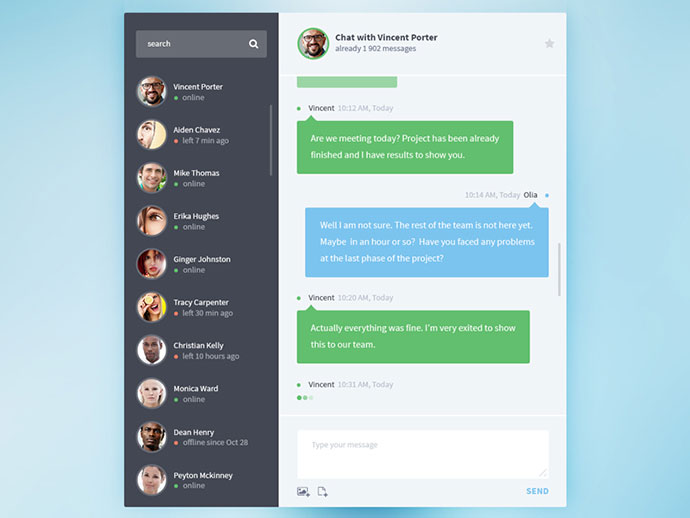 search
Vincent Porter
online
Aiden Chavez
left 7 min ago
Mike Thomas
online
Erika Hughes
online
Ginger Johnston
online
Tracy Carpenter
left 30 min ago
Christian Kelly
left 10 hours ago
Monica Ward
online
Dean Henry
offline since Oct 28
Peyton Mckinney
online
Chat with Vincent Porter
already 1 902 messages
Vincent 10:12 AM, Today
Are we meeting today? Project has been already
finished and I have results to show you.
10:14 AM, Today Olia
Well I am not sure. The rest of the team is not here yet.
Maybe in an hour or so? Have you faced any problems
at the last phase of the project?
Vincent 10:20 AM, Today
Actually everything was fine. I'm very exited to show
this to our team.
Vincent 10:31 AM, Today
Type your message
SEND